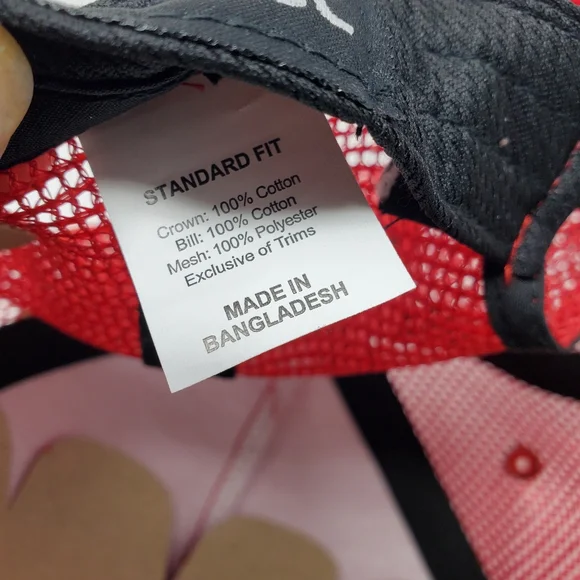 STANDARD FIT
Crown: 100% Cotton
Bill: 100% Cotton
Mesh: 100% Polyester
Exclusive of Trims
MADE IN
BANGLADESH